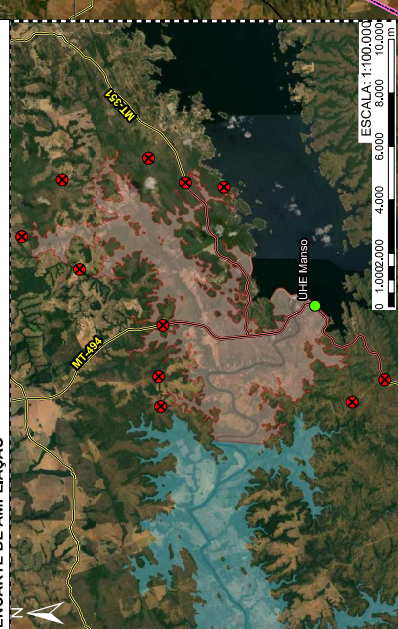 ENCARTE DE AMPLIAÇÃO
N
MT-351
MT-494
UHE Manso
ESCALA: 1:100.000
0 1.000 2.000 4.000 6.000 8.000 10.000
m